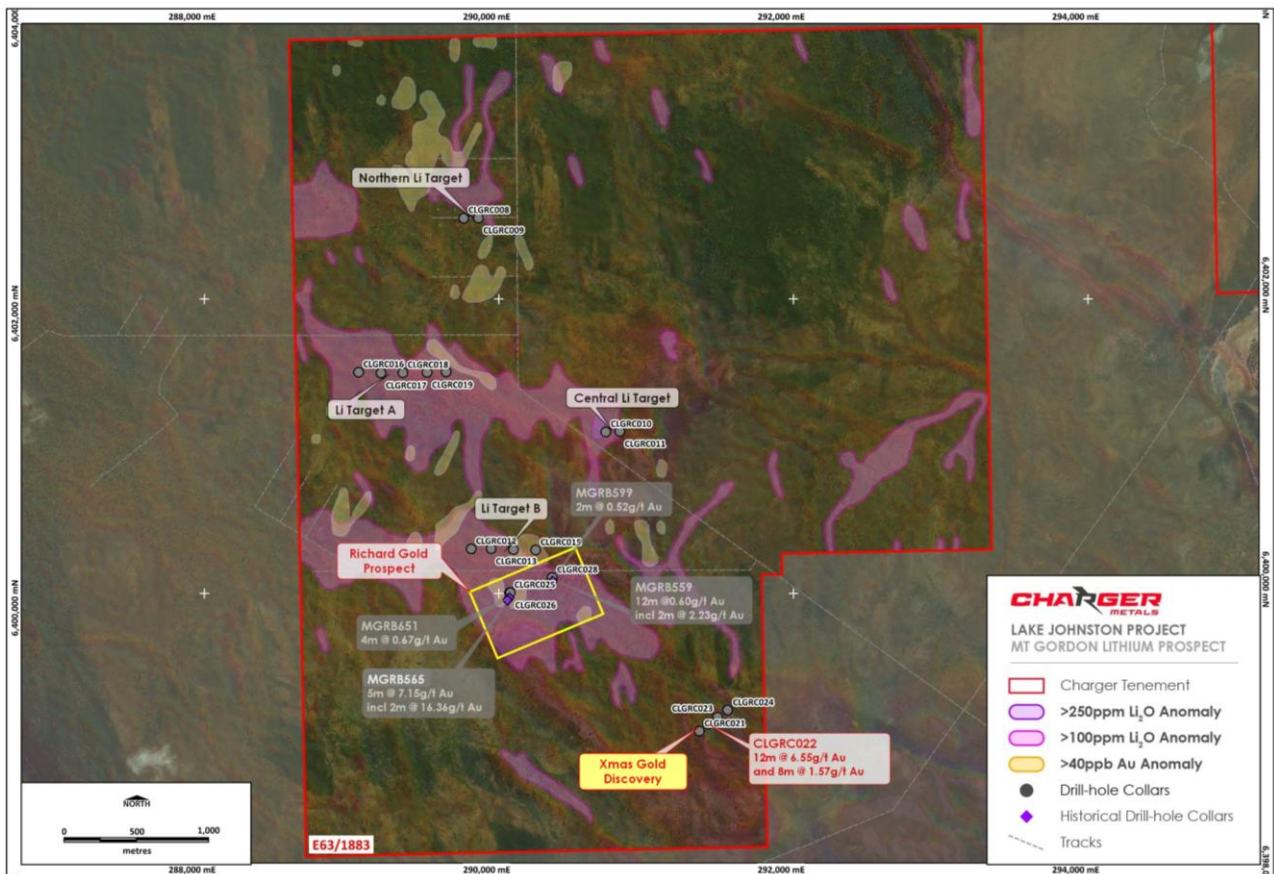 288,000 mE
290,000 mE
292,000 mE
294,000 mE
6,404
6,402,000 mN
6,400,000 mN
6,402,000 mN
6,400,000 mN
6,398,0
Northern Li Target
CLGRC008
CLGRC009
CLGRC016
CLGRC018
CLGRC017
CLGRC019
Li Target A
Central Li Target
CLGRC010
CLGRC011
MGRB599
2m @ 0.52g/t Au
Li Target B
CLGRC012
CLGRC015
CLGRC013
Richard Gold
Prospect
CLGRC028
CLGRC025
CLGRC026
MGRB559
12m @0.60g/t Au
incl 2m @ 2.23g/t Au
MGRB651
4m @ 0.67g/t Au
MGRB565
5m @ 7.15g/t Au
incl 2m @ 16.36g/t Au
CLGRC024
CLGRC023
CLGRC021
CLGRC022
12m @ 6.55g/t Au
and 8m @ 1.57g/t Au
Xmas Gold
Discovery
CHARGER
METALS
LAKE JOHNSTON PROJECT
MT GORDON LITHIUM PROSPECT
Charger Tenement
>250ppm Li₂O Anomaly
>100ppm Li₂O Anomaly
>40ppb Au Anomaly
Drill-hole Collars
Historical Drill-hole Collars
Tracks
NORTH
0 500 1,000
metres
E63/1883
288,000 mE
290,000 mE
292,000 mE
294,000 mE